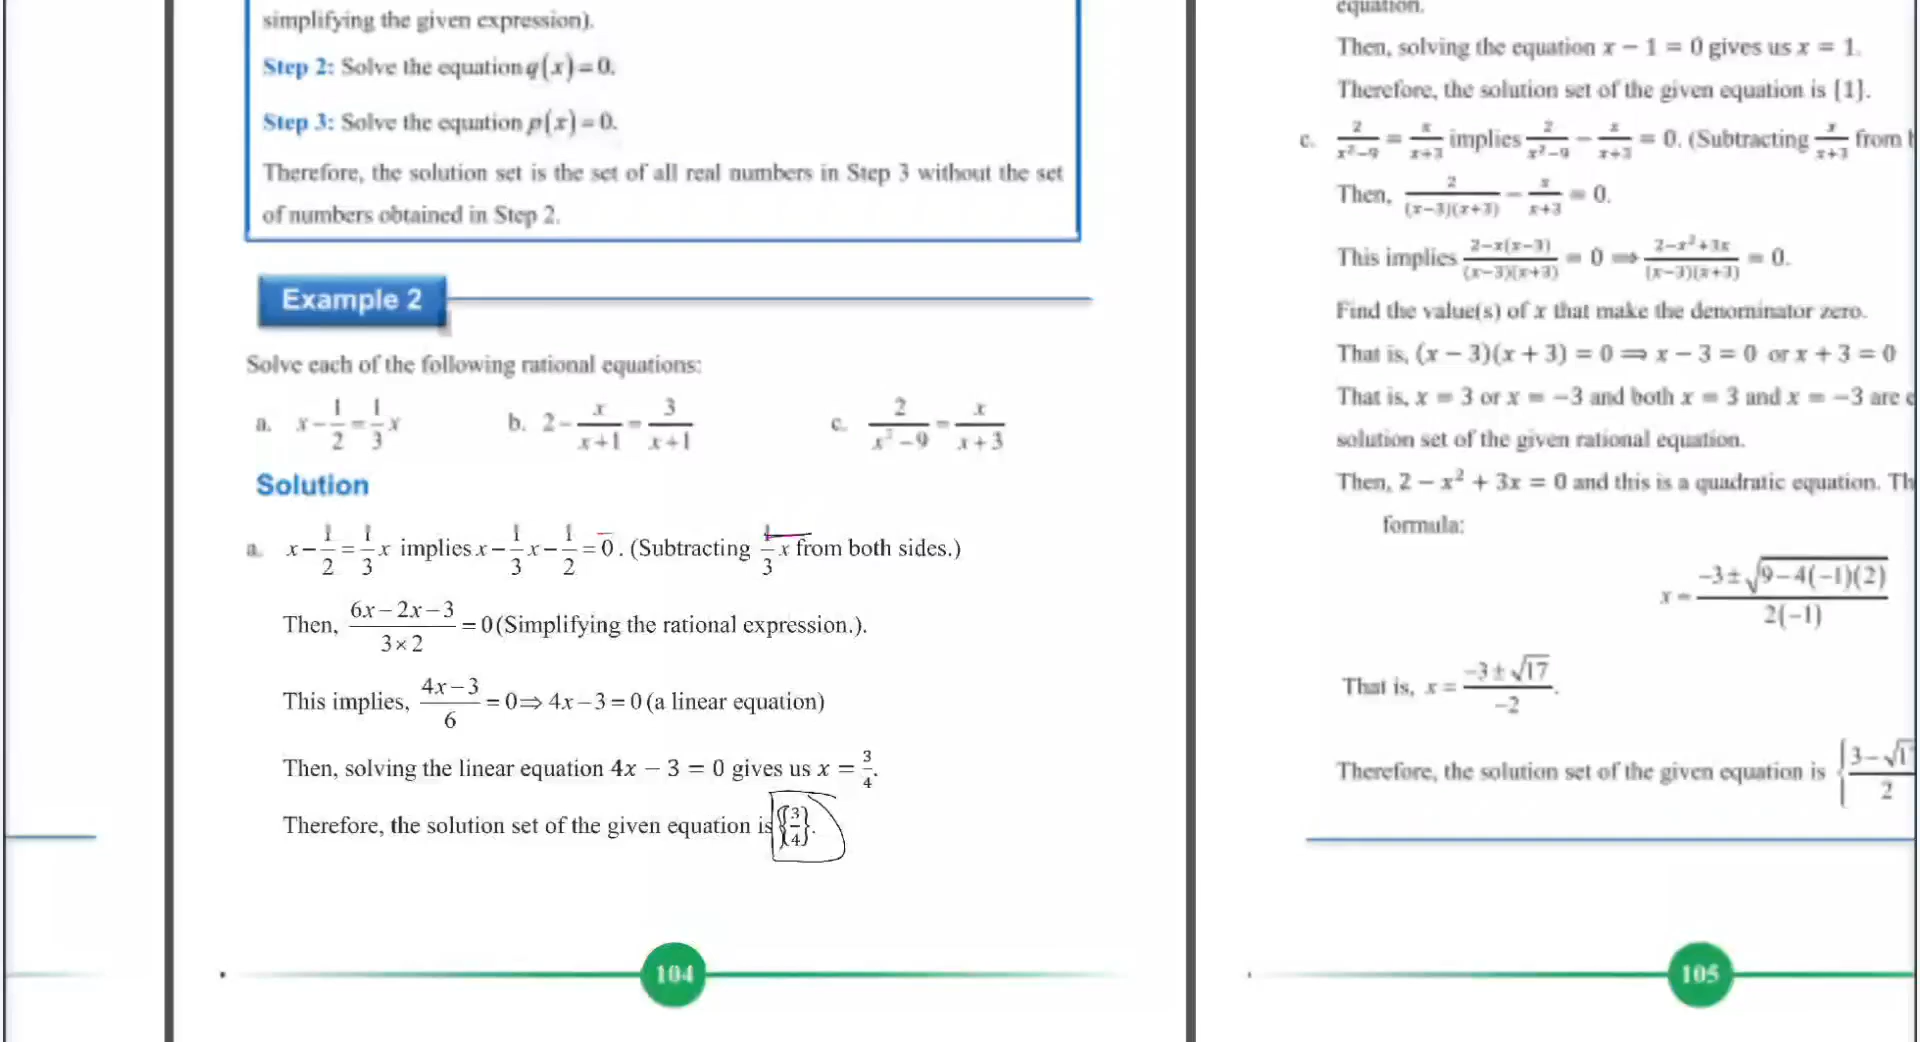 simplifying the given expression).
Step 2: Solve the equation q(x)=0.
Step 3: Solve the equation p(x)=0.
Therefore, the solution set is the set of all real numbers in Step 3 without the set
of numbers obtained in Step 2.
Example 2
Solve each of the following rational equations:
a. x − 1/2 = 1/3 x b. 2 − x/(x+1) = 3/(x+1) c. 2/(x²−9) = x/(x+3)
Solution
a. x − 1/2 = 1/3 x implies x − 1/3 x − 1/2 = 0. (Subtracting 1/3 x from both sides.)
Then, (6x−2x−3)/(3×2) = 0 (Simplifying the rational expression.).
This implies, (4x−3)/6 = 0 ⇒ 4x−3 = 0 (a linear equation)
Then, solving the linear equation 4x − 3 = 0 gives us x = 3/4.
Therefore, the solution set of the given equation is {3/4}.
104
equation.
Then, solving the equation x − 1 = 0 gives us x = 1.
Therefore, the solution set of the given equation is {1}.
c. 2/(x²−9) = x/(x+3) implies 2/(x²−9) − x/(x+3) = 0. (Subtracting x/(x+3) from
Then, 2/((x−3)(x+3)) − x/(x+3) = 0.
This implies (2−x(x−3))/((x−3)(x+3)) = 0 ⟹ (2−x²+3x)/((x−3)(x+3)) = 0.
Find the value(s) of x that make the denominator zero.
That is, (x − 3)(x + 3) = 0 ⟹ x − 3 = 0 or x + 3 = 0
That is, x = 3 or x = −3 and both x = 3 and x = −3 are
solution set of the given rational equation.
Then, 2 − x² + 3x = 0 and this is a quadratic equation. Th
formula:
x = (−3 ± √(9−4(−1)(2)))/(2(−1))
That is, x = (−3 ± √17)/(−2).
Therefore, the solution set of the given equation is {(3−√1)/2
105